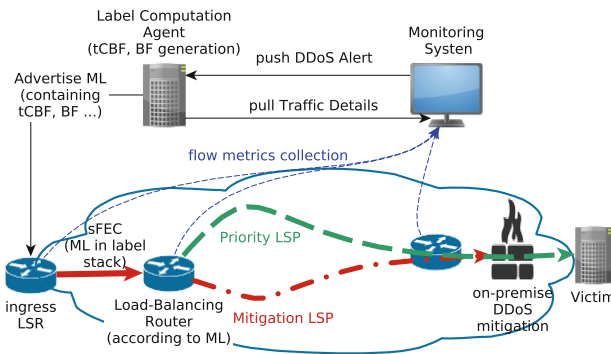 Label Computation
Agent
(tCBF, BF generation)
Monitoring
Systen
push DDoS Alert
Advertise ML
(containing
tCBF, BF ...)
pull Traffic Details
flow metrics collection
sFEC
(ML in label
stack)
Priority LSP
ingress
LSR
Load-Balancing
Router
(according to ML)
Mitigation LSP
on-premise
DDoS
mitigation
Victim